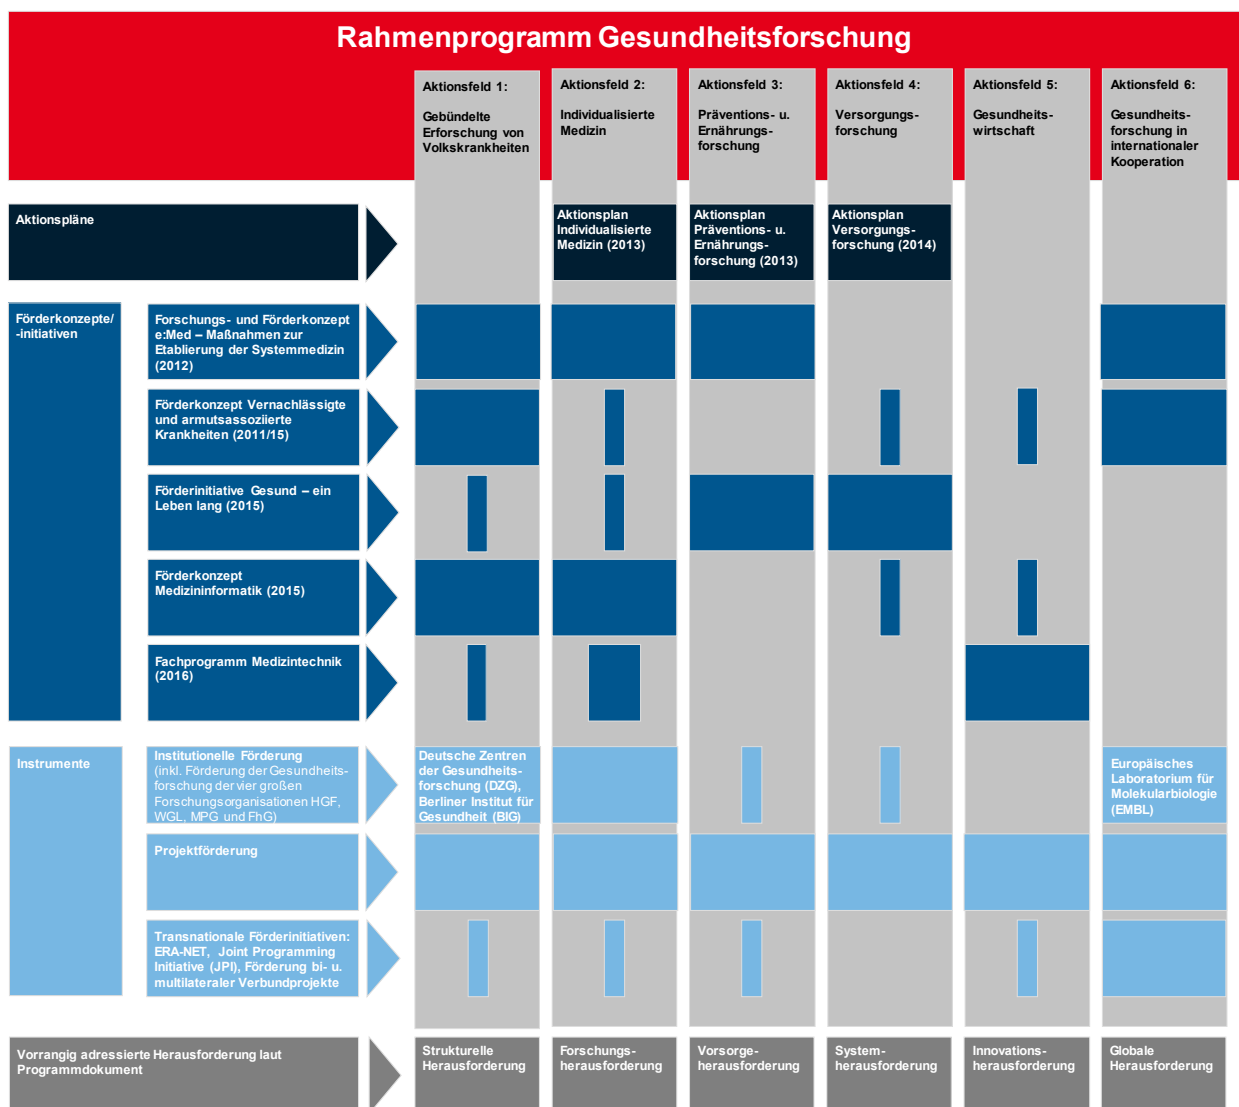 Rahmenprogramm Gesundheitsforschung
Aktionsfeld 1:
Gebündelte
Erforschung von
Volkskrankheiten
Aktionsfeld 2:
Individualisierte
Medizin
Aktionsfeld 3:
Präventions- u.
Ernährungs-
forschung
Aktionsfeld 4:
Versorgungs-
forschung
Aktionsfeld 5:
Gesundheits-
wirtschaft
Aktionsfeld 6:
Gesundheits-
forschung in
internationaler
Kooperation
Aktionspläne
Aktionsplan
Individualisierte
Medizin (2013)
Aktionsplan
Präventions- u.
Ernährungs-
forschung (2013)
Aktionsplan
Versorgungs-
forschung (2014)
Förderkonzepte/
-initiativen
Forschungs- und Förderkonzept
e:Med – Maßnahmen zur
Etablierung der Systemmedizin
(2012)
Förderkonzept Vernachlässigte
und armutsassoziierte
Krankheiten (2011/15)
Förderinitiative Gesund – ein
Leben lang (2015)
Förderkonzept
Medizininformatik (2015)
Fachprogramm Medizintechnik
(2016)
Instrumente
Institutionelle Förderung
(inkl. Förderung der Gesundheits-
forschung der vier großen
Forschungsorganisationen HGF,
WGL, MPG und FhG)
Deutsche Zentren
der Gesundheits-
forschung (DZG),
Berliner Institut für
Gesundheit (BIG)
Europäisches
Laboratorium für
Molekularbiologie
(EMBL)
Projektförderung
Transnationale Förderinitiativen:
ERA-NET, Joint Programming
Initiative (JPI), Förderung bi- u.
multilateraler Verbundprojekte
Vorrangig adressierte Herausforderung laut
Programmdokument
Strukturelle
Herausforderung
Forschungs-
herausforderung
Vorsorge-
herausforderung
System-
herausforderung
Innovations-
herausforderung
Globale
Herausforderung